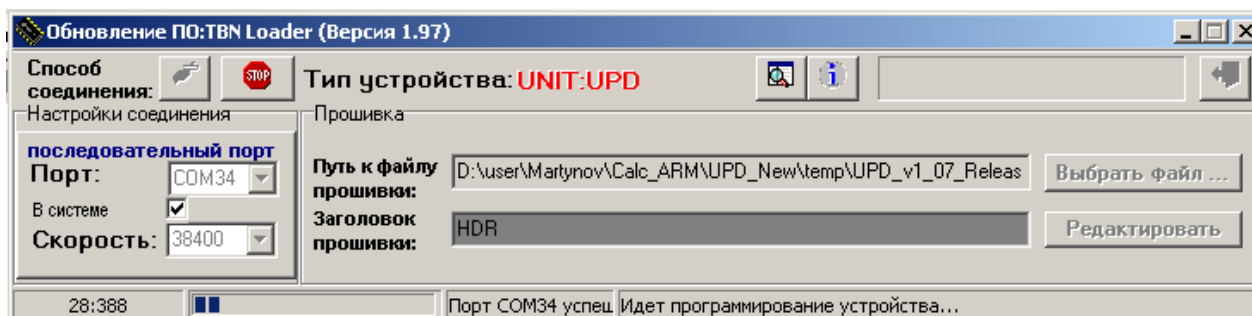 Обновление ПО:TBN Loader (Версия 1.97)
Способ соединения:
STOP
Тип устройства: UNIT:UPD
Настройки соединения
Прошивка
последовательный порт
Порт: COM34
В системе
Скорость: 38400
Путь к файлу прошивки:
D:\user\Martynov\Calc_ARM\UPD_New\temp\UPD_v1_07_Releas
Выбрать файл ...
Заголовок прошивки:
HDR
Редактировать
28:388
Порт COM34 успец
Идет программирование устройства...